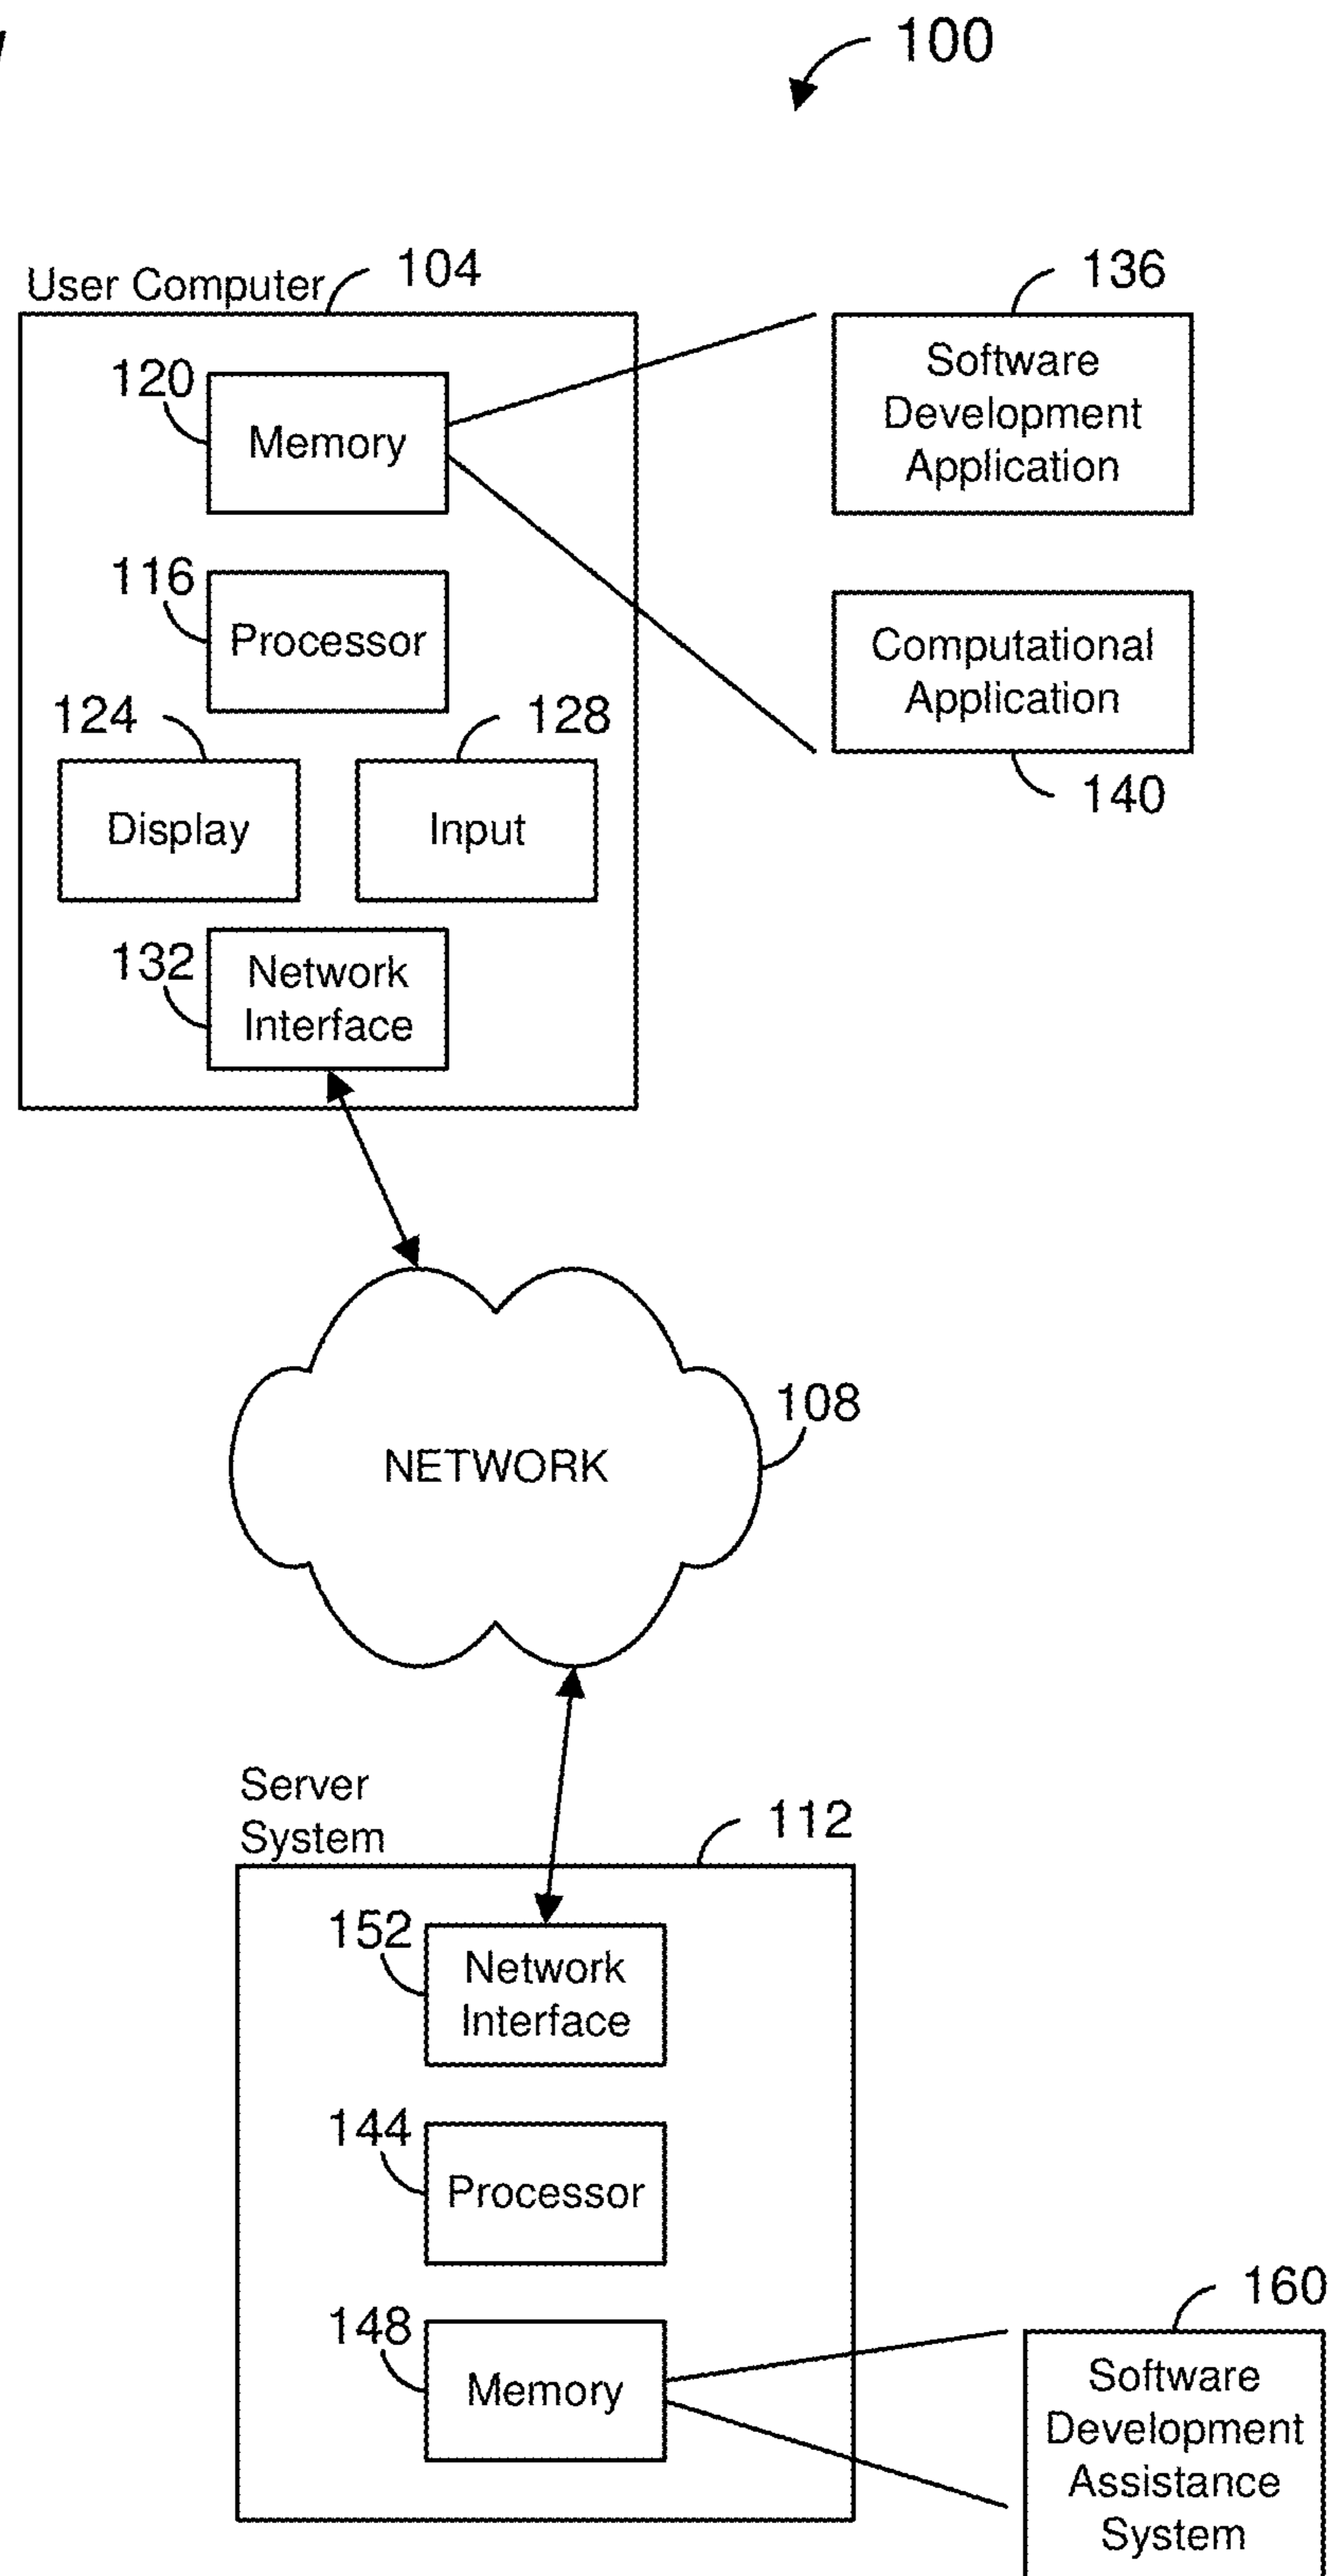 100
User Computer
104
136
120
Memory
Software
Development
Application
116
Processor
Computational
Application
124
128
140
Display
Input
132
Network
Interface
108
NETWORK
Server
System
112
152
Network
Interface
144
Processor
160
148
Memory
Software
Development
Assistance
System